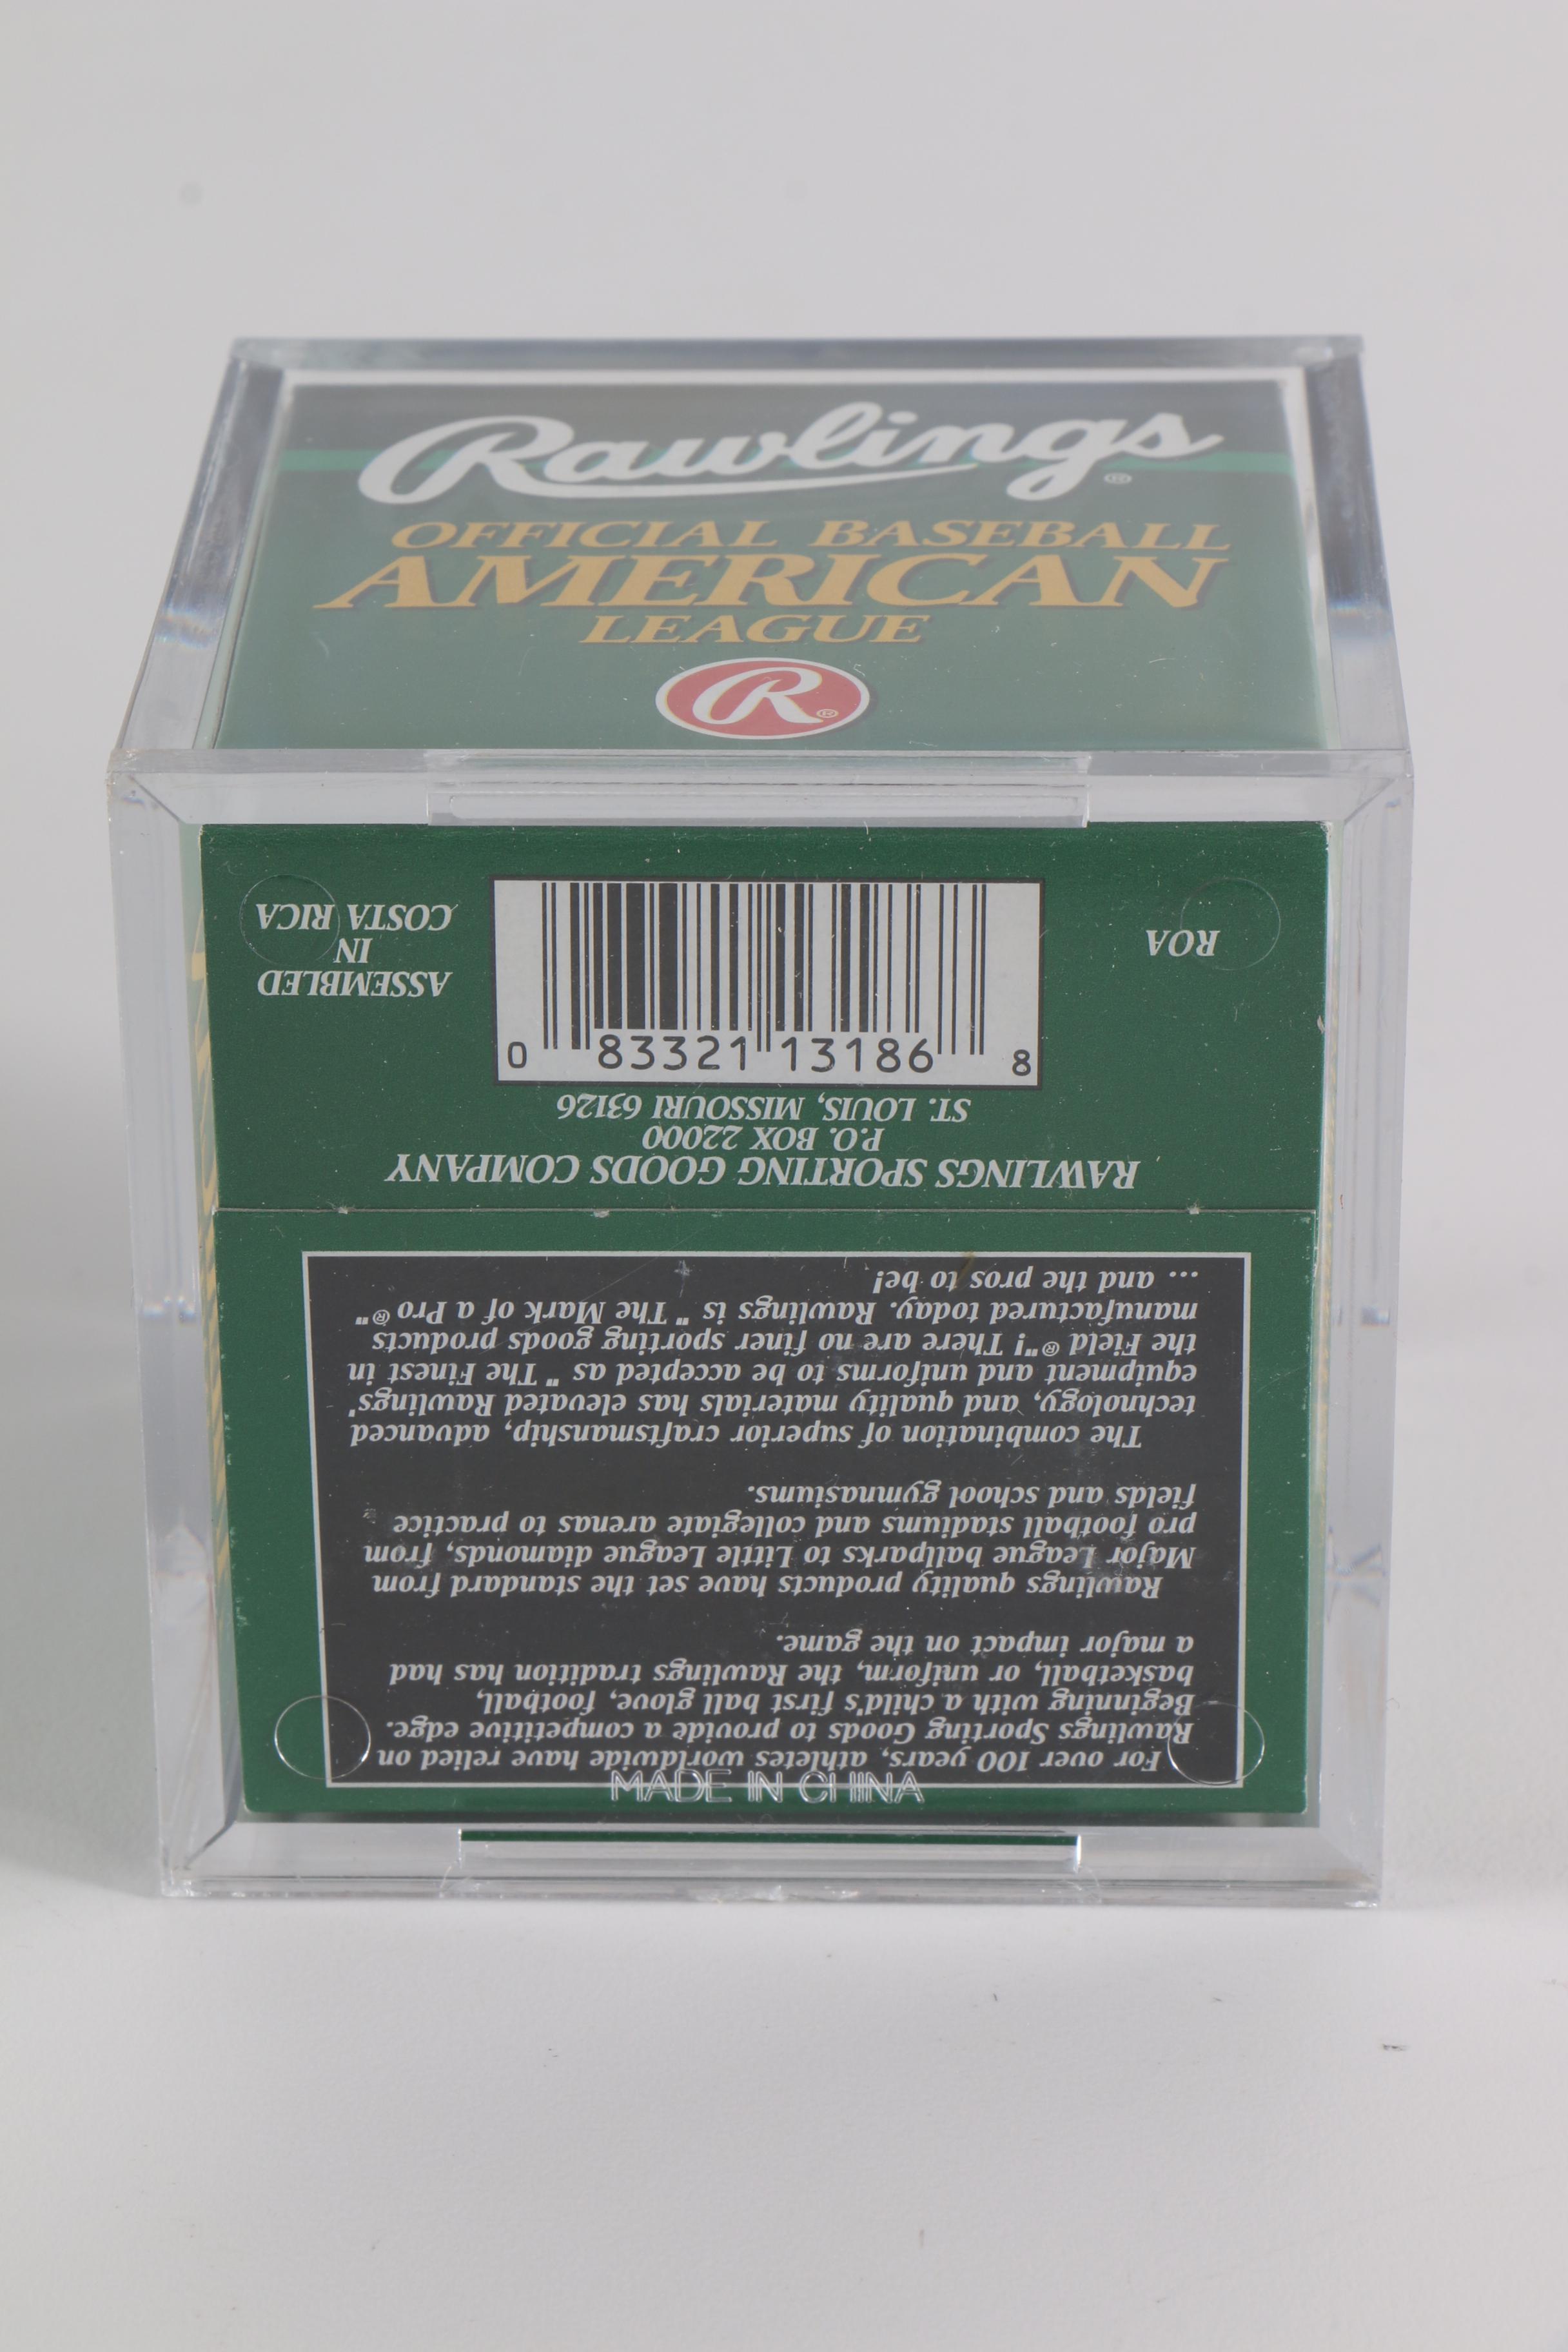 Rawlings®
OFFICIAL BASEBALL
AMERICAN
LEAGUE
R®
For over 100 years, athletes worldwide have relied on
Rawlings Sporting Goods to provide a competitive edge.
Beginning with a child's first ball glove, football,
basketball, or uniform, the Rawlings tradition has had
a major impact on the game.
Rawlings quality products have set the standard from
Major League ballparks to Little League diamonds, from
pro football stadiums and collegiate arenas to practice
fields and school gymnasiums.
The combination of superior craftsmanship, advanced
technology, and quality materials has elevated Rawlings'
equipment and uniforms to be accepted as "The Finest in
the Field®"! There are no finer sporting goods products
manufactured today. Rawlings is "The Mark of a Pro®"
... and the pros to be!
RAWLINGS SPORTING GOODS COMPANY
P.O. BOX 22000
ST. LOUIS, MISSOURI 63126
ROA
0 83321 13186 8
ASSEMBLED
IN
COSTA RICA
MADE IN CHINA